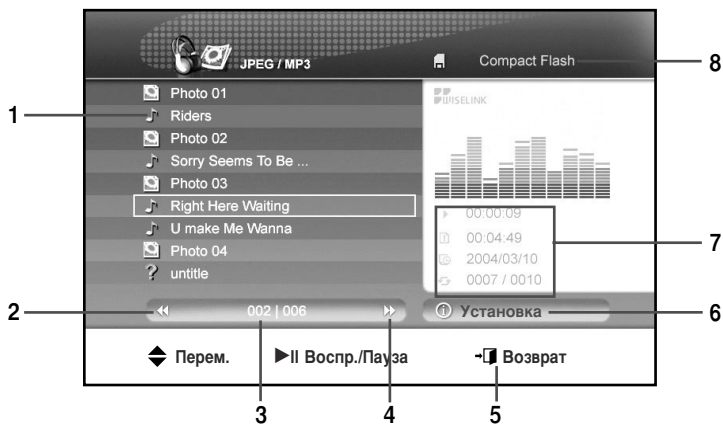 JPEG / MP3
Compact Flash
8
Photo 01
WISELINK
1
Riders
Photo 02
Sorry Seems To Be ...
Photo 03
Right Here Waiting
00:00:09
U make Me Wanna
00:04:49
7
Photo 04
2004/03/10
? untitle
0007 / 0010
2
002 | 006
Установка
6
Перем.
Воспр./Пауза
Возврат
3
4
5